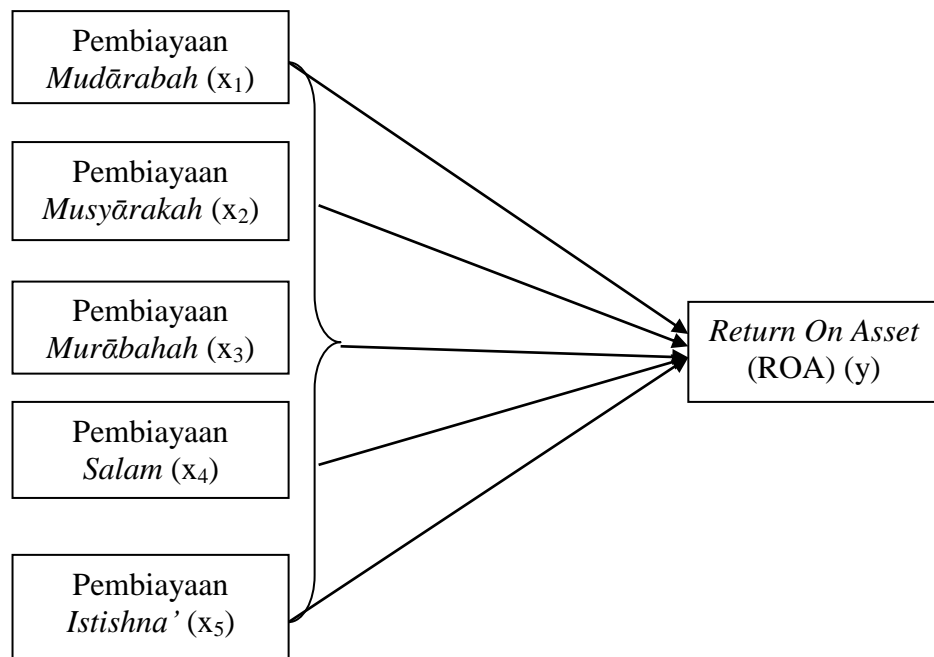 Pembiayaan
Mudārabah (x₁)
Pembiayaan
Musyārakah (x₂)
Pembiayaan
Murābahah (x₃)
Pembiayaan
Salam (x₄)
Pembiayaan
Istishna’ (x₅)
Return On Asset
(ROA) (y)